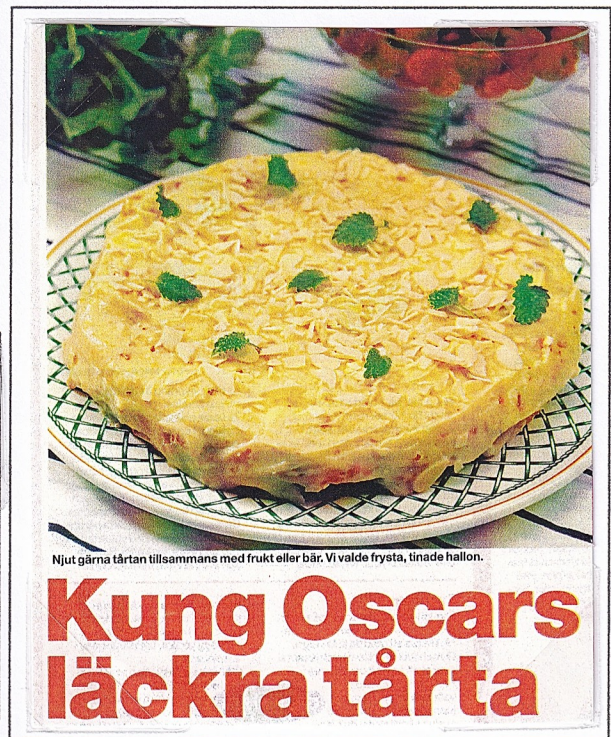 Njut gärna tårtan tillsammans med frukt eller bär. Vi valde frysta, tinade hallon.
Kung Oscars
läckra tårta